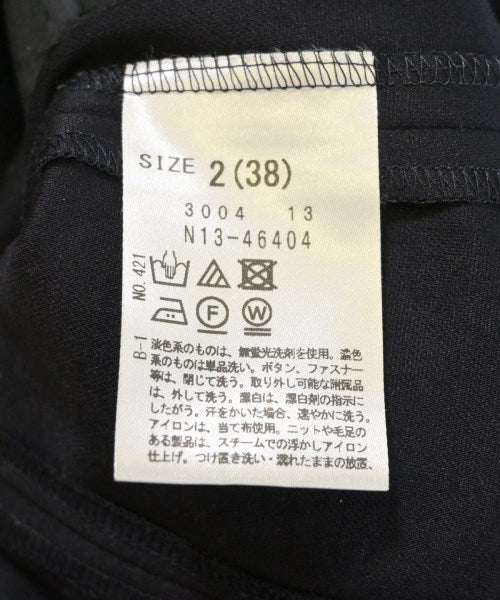 SIZE 2(38)
3004 13
N13-46404
NO.421
F
W
B-1
淡色系のものは、無蛍光洗剤を使用。濃色
系のものは単品洗い。ボタン、ファスナー
等は、閉じて洗う。取り外し可能な附属品
は、外して洗う。漂白は、漂白剤の指示に
したがう。汗をかいた場合、速やかに洗う。
アイロンは、当て布使用。ニットや毛足の
ある製品は、スチームでの浮かしアイロン
仕上げ。つけ置き洗い・濡れたままの放置、